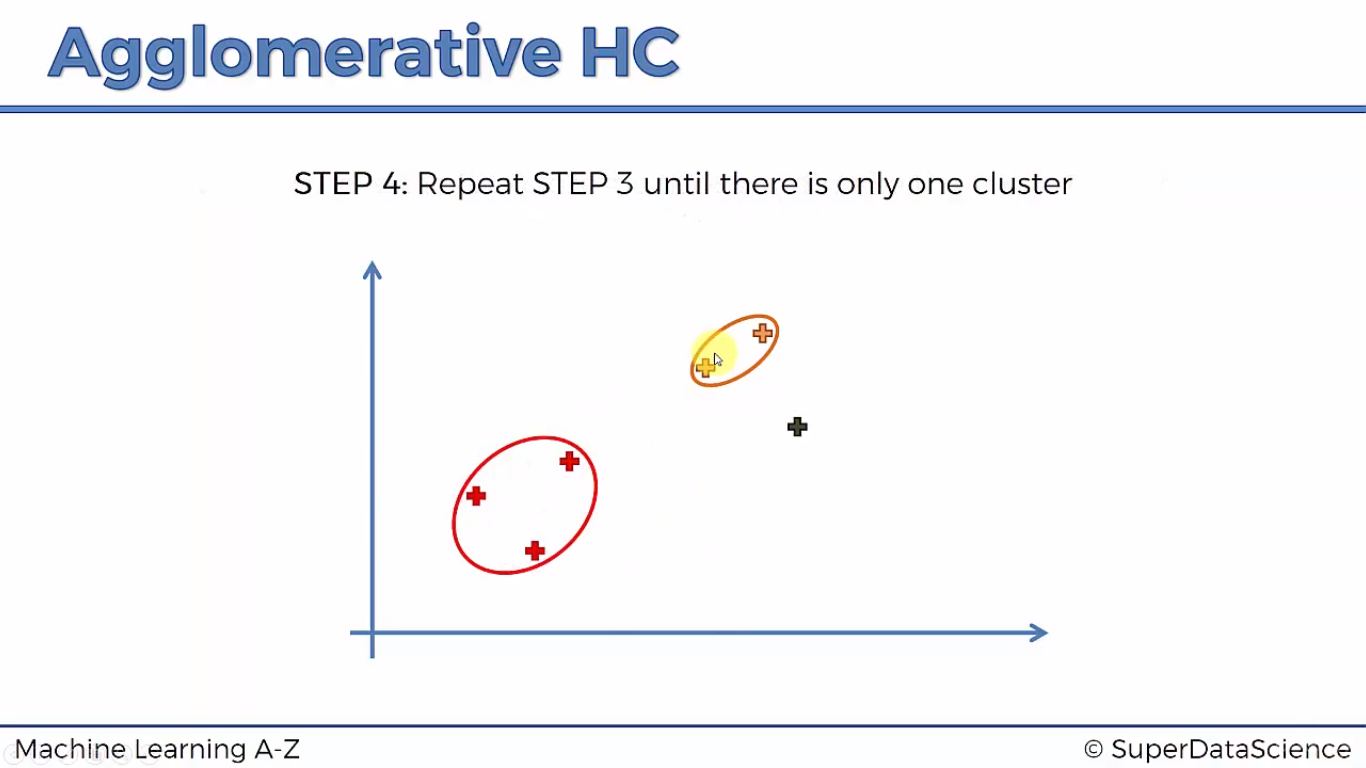 Agglomerative HC
STEP 4: Repeat STEP 3 until there is only one cluster
Machine Learning A-Z
© SuperDataScience